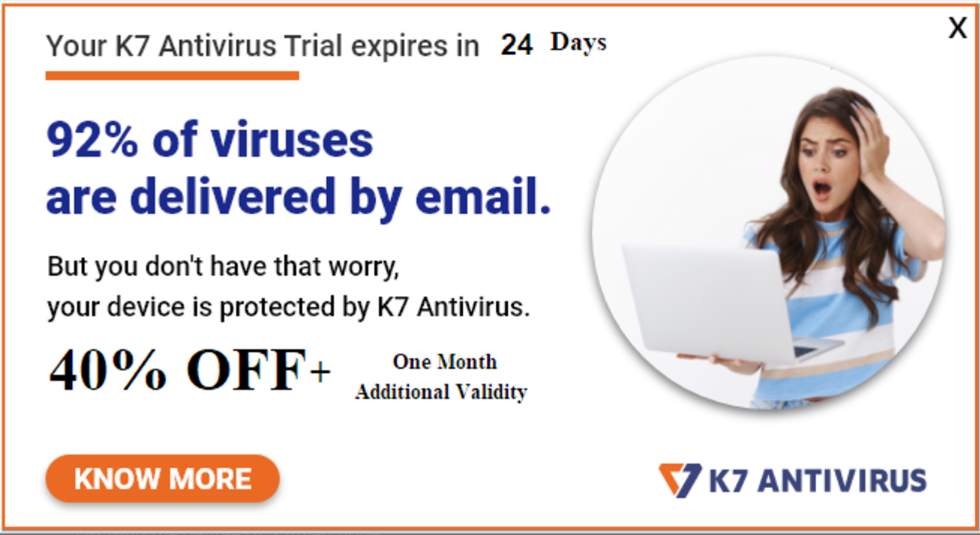 Your K7 Antivirus Trial expires in 24 Days
X
92% of viruses
are delivered by email.
But you don't have that worry,
your device is protected by K7 Antivirus.
40% OFF+
One Month
Additional Validity
KNOW MORE
K7 ANTIVIRUS